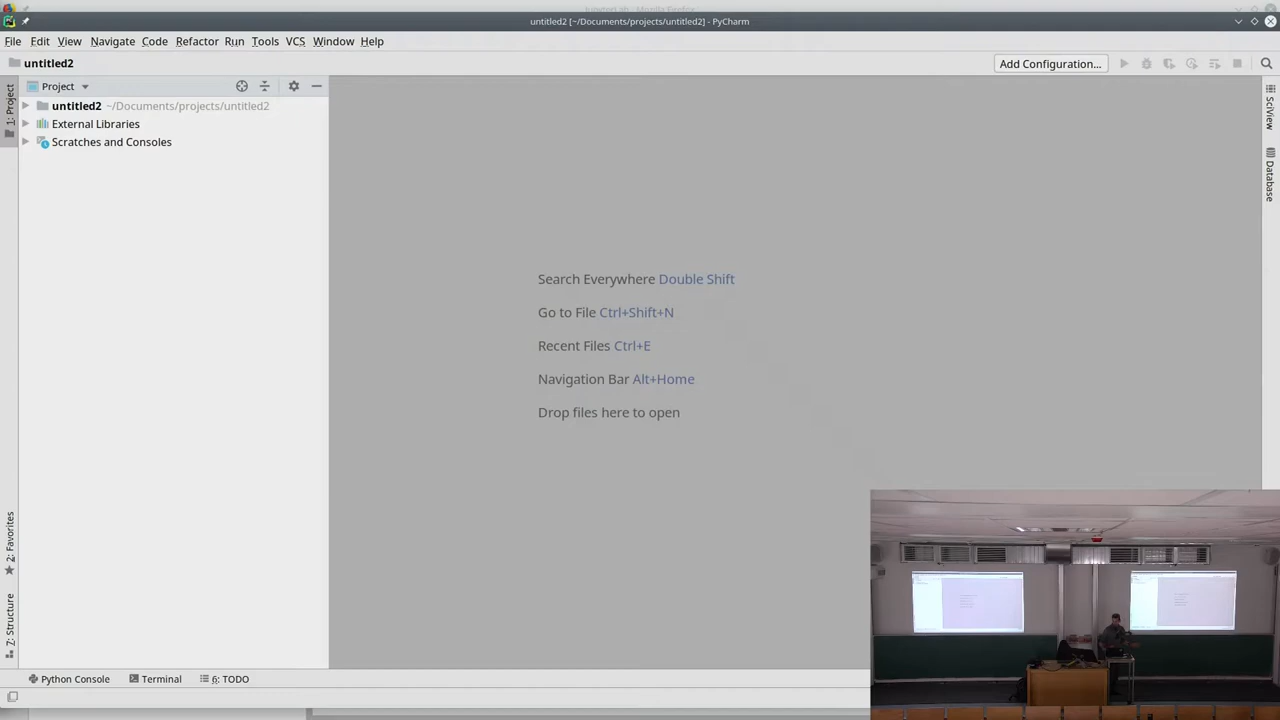 JupyterLab - Mozilla Firefox
untitled2 [~/Documents/projects/untitled2] - PyCharm
File Edit View Navigate Code Refactor Run Tools VCS Window Help
untitled2
Add Configuration...
1: Project
Project
untitled2 ~/Documents/projects/untitled2
External Libraries
Scratches and Consoles
SciView
Database
Search Everywhere Double Shift
Go to File Ctrl+Shift+N
Recent Files Ctrl+E
Navigation Bar Alt+Home
Drop files here to open
2: Favorites
7: Structure
Python Console
Terminal
6: TODO